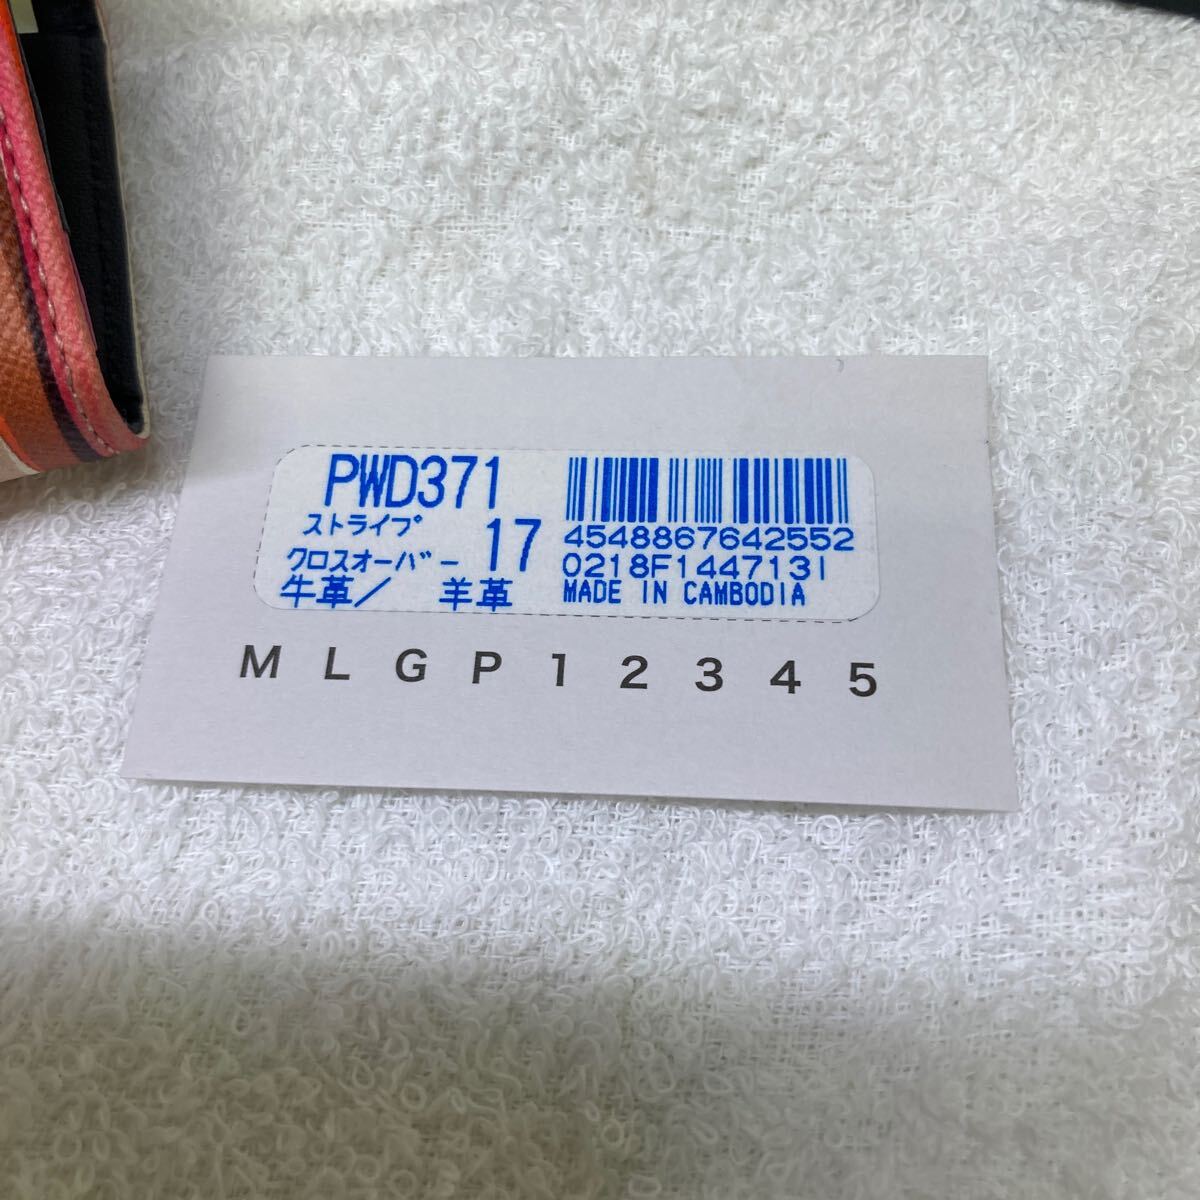 PWD371
ストライプ
クロスオーバー 17
牛革/ 羊革
4548867642552
0218F1447131
MADE IN CAMBODIA
M L G P 1 2 3 4 5